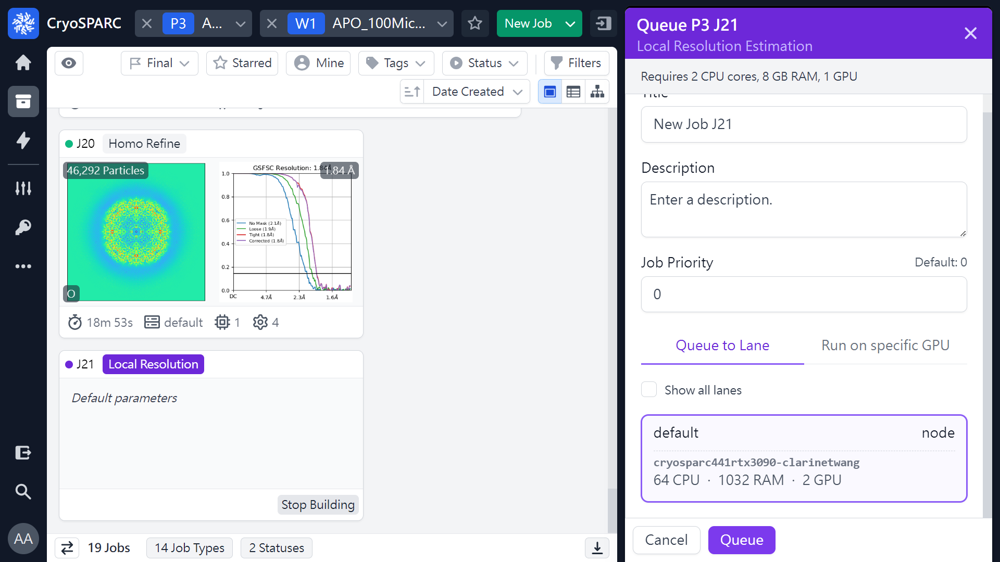 CryoSPARC
P3 A...
W1 APO_100Mic...
New Job
Final
Starred
Mine
Tags
Status
Filters
Date Created
J20 Homo Refine
46,292 Particles
O
GSFSC Resolution: 1.84Å
1.84 Å
1.0
0.8
0.6
0.4
0.2
0.0
No Mask (2.1Å)
Loose (1.9Å)
Tight (1.8Å)
Corrected (1.8Å)
DC 4.7Å 2.3Å 1.6Å
18m 53s default 1 4
J21 Local Resolution
Default parameters
Stop Building
19 Jobs 14 Job Types 2 Statuses
AA
Queue P3 J21
Local Resolution Estimation
Requires 2 CPU cores, 8 GB RAM, 1 GPU
Title
New Job J21
Description
Enter a description.
Job Priority Default: 0
0
Queue to Lane Run on specific GPU
Show all lanes
default node
cryosparc441rtx3090-clarinetwang
64 CPU · 1032 RAM · 2 GPU
Cancel Queue